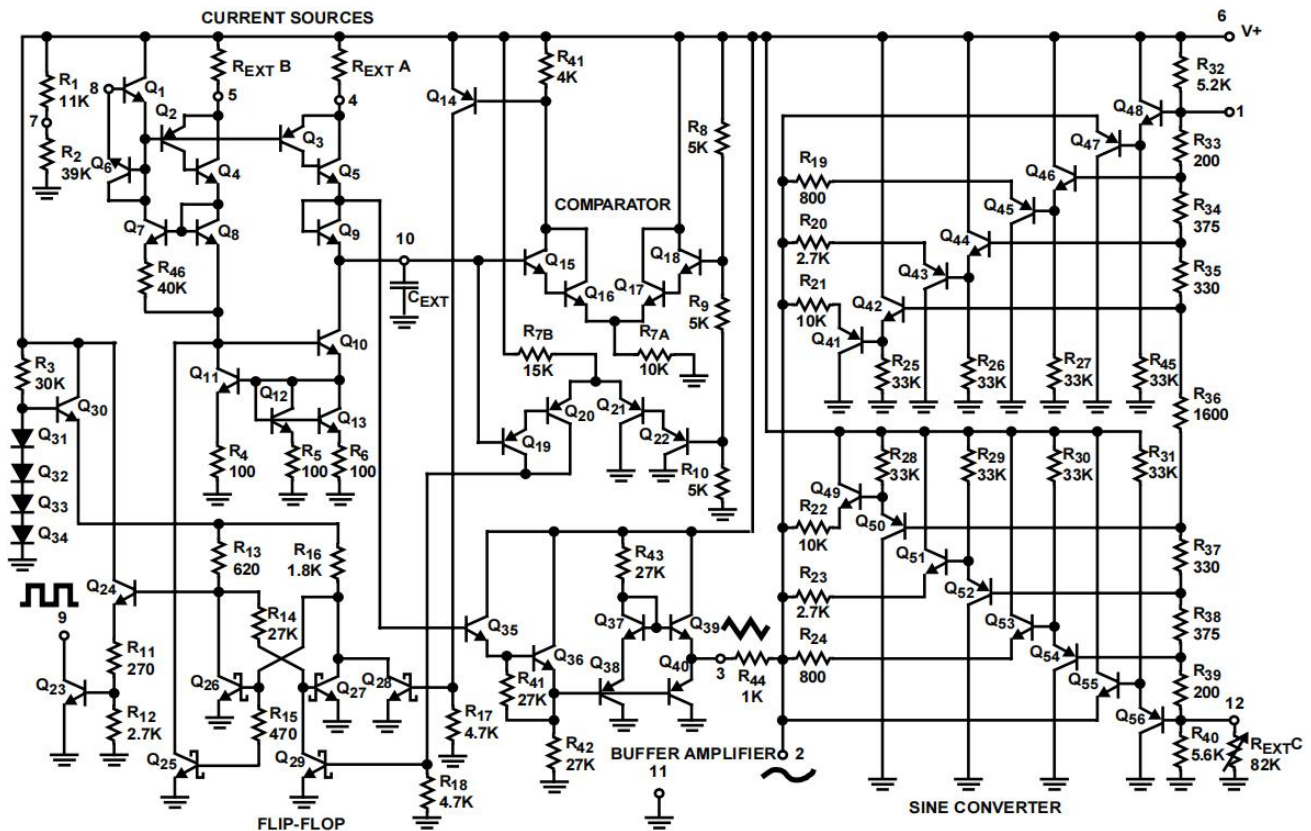 CURRENT SOURCES
6
V+
R1
11K
8
Q1
REXT B
5
REXT A
4
R41
4K
R32
5.2K
Q2
Q3
Q14
Q48
1
7
R2
39K
Q6
Q4
Q5
R8
5K
Q47
R33
200
COMPARATOR
R19
800
Q46
Q7
Q8
Q9
10
Q45
R34
375
R20
2.7K
Q44
R46
40K
CEXT
Q15
Q16
Q17
Q18
Q43
R35
330
R21
10K
Q42
R9
5K
R7B
15K
R7A
10K
Q41
Q10
R3
30K
Q11
Q12
R25
33K
R26
33K
R27
33K
R45
33K
Q30
Q13
Q20
Q21
R36
1600
Q31
Q19
Q22
Q32
R4
100
R5
100
R6
100
R28
33K
R29
33K
R30
33K
R31
33K
R10
5K
Q33
Q49
Q34
R22
10K
Q50
R13
620
R16
1.8K
R43
27K
Q51
R37
330
Q24
R23
2.7K
Q52
9
R14
27K
Q35
Q37
Q39
Q53
R38
375
R24
800
R11
270
Q36
Q38
Q40
3
R44
1K
Q54
Q23
Q26
Q27
Q28
R41
27K
Q55
R39
200
12
R12
2.7K
R15
470
R17
4.7K
Q56
R42
27K
BUFFER AMPLIFIER
2
R40
5.6K
REXTC
82K
Q25
Q29
R18
4.7K
11
FLIP-FLOP
SINE CONVERTER